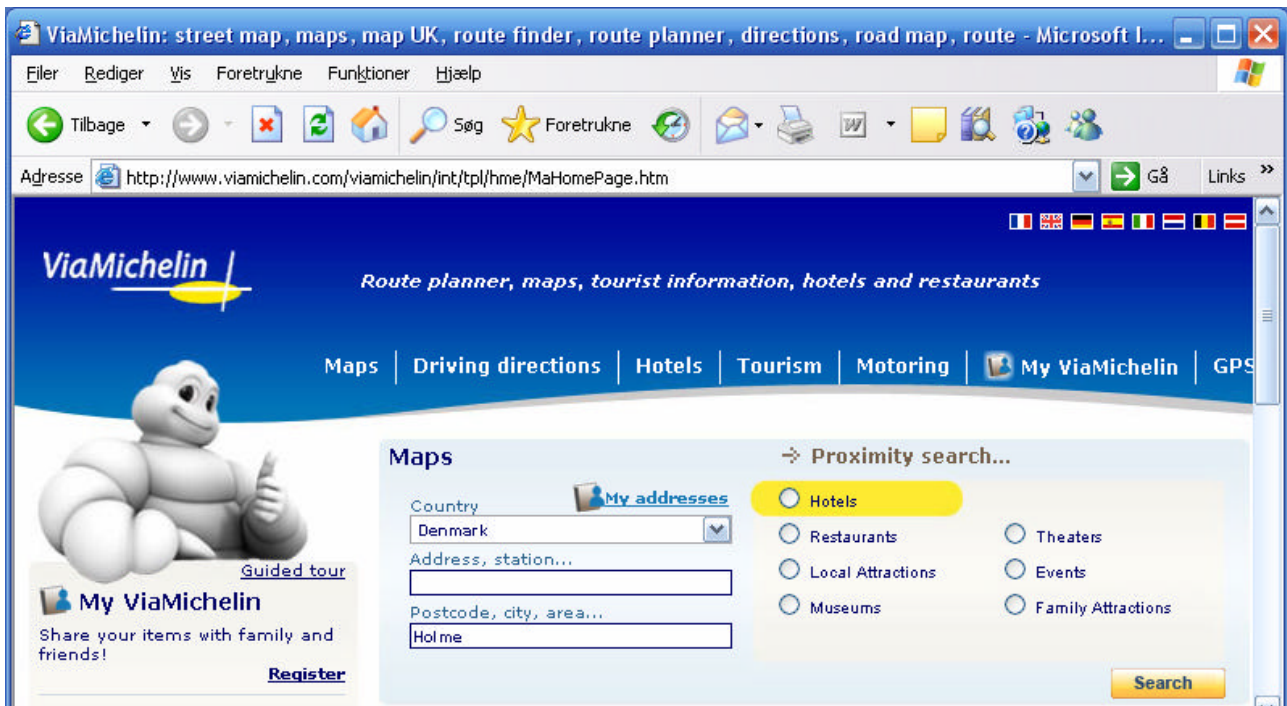 ViaMichelin: street map, maps, map UK, route finder, route planner, directions, road map, route - Microsoft I...
Filer Rediger Vis Foretrukne Funktioner Hjælp
Tilbage Søg Foretrukne
Adresse http://www.viamichelin.com/viamichelin/int/tpl/hme/MaHomePage.htm Gå Links »
ViaMichelin
Route planner, maps, tourist information, hotels and restaurants
Maps Driving directions Hotels Tourism Motoring My ViaMichelin GPS
Maps
My addresses
Country
Denmark
Address, station...
Postcode, city, area...
Holme
Proximity search...
Hotels
Restaurants Theaters
Local Attractions Events
Museums Family Attractions
Search
Guided tour
My ViaMichelin
Share your items with family and
friends!
Register